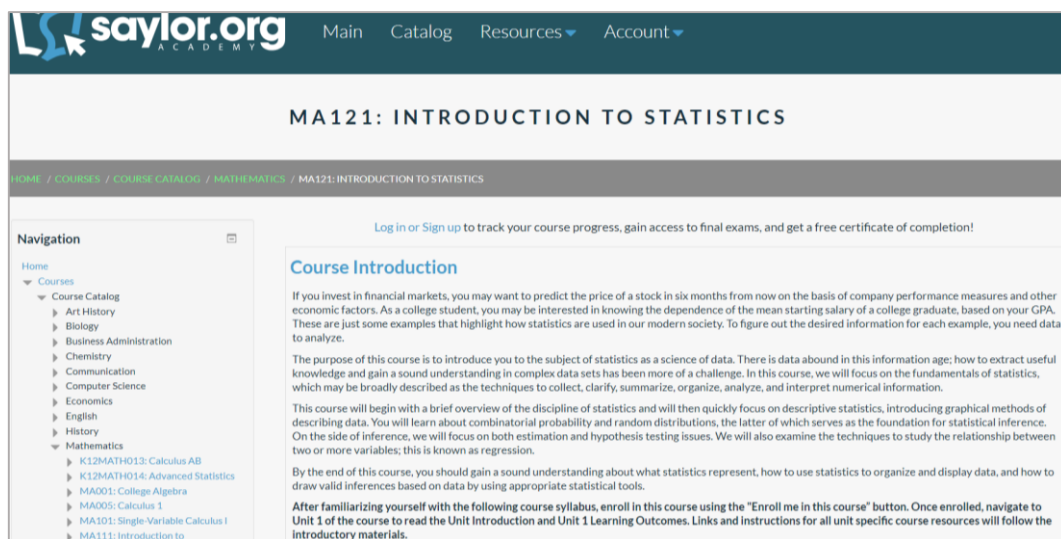 saylor.org
ACADEMY
Main Catalog Resources Account
MA121: INTRODUCTION TO STATISTICS
HOME / COURSES / COURSE CATALOG / MATHEMATICS / MA121: INTRODUCTION TO STATISTICS
Navigation
Home
Courses
Course Catalog
Art History
Biology
Business Administration
Chemistry
Communication
Computer Science
Economics
English
History
Mathematics
K12MATH013: Calculus AB
K12MATH014: Advanced Statistics
MA001: College Algebra
MA005: Calculus 1
MA101: Single-Variable Calculus I
MA111: Introduction to
Log in or Sign up to track your course progress, gain access to final exams, and get a free certificate of completion!
Course Introduction
If you invest in financial markets, you may want to predict the price of a stock in six months from now on the basis of company performance measures and other
economic factors. As a college student, you may be interested in knowing the dependence of the mean starting salary of a college graduate, based on your GPA.
These are just some examples that highlight how statistics are used in our modern society. To figure out the desired information for each example, you need data
to analyze.
The purpose of this course is to introduce you to the subject of statistics as a science of data. There is data abound in this information age; how to extract useful
knowledge and gain a sound understanding in complex data sets has been more of a challenge. In this course, we will focus on the fundamentals of statistics,
which may be broadly described as the techniques to collect, clarify, summarize, organize, analyze, and interpret numerical information.
This course will begin with a brief overview of the discipline of statistics and will then quickly focus on descriptive statistics, introducing graphical methods of
describing data. You will learn about combinatorial probability and random distributions, the latter of which serves as the foundation for statistical inference.
On the side of inference, we will focus on both estimation and hypothesis testing issues. We will also examine the techniques to study the relationship between
two or more variables; this is known as regression.
By the end of this course, you should gain a sound understanding about what statistics represent, how to use statistics to organize and display data, and how to
draw valid inferences based on data by using appropriate statistical tools.
After familiarizing yourself with the following course syllabus, enroll in this course using the "Enroll me in this course" button. Once enrolled, navigate to
Unit 1 of the course to read the Unit Introduction and Unit 1 Learning Outcomes. Links and instructions for all unit specific course resources will follow the
introductory materials.